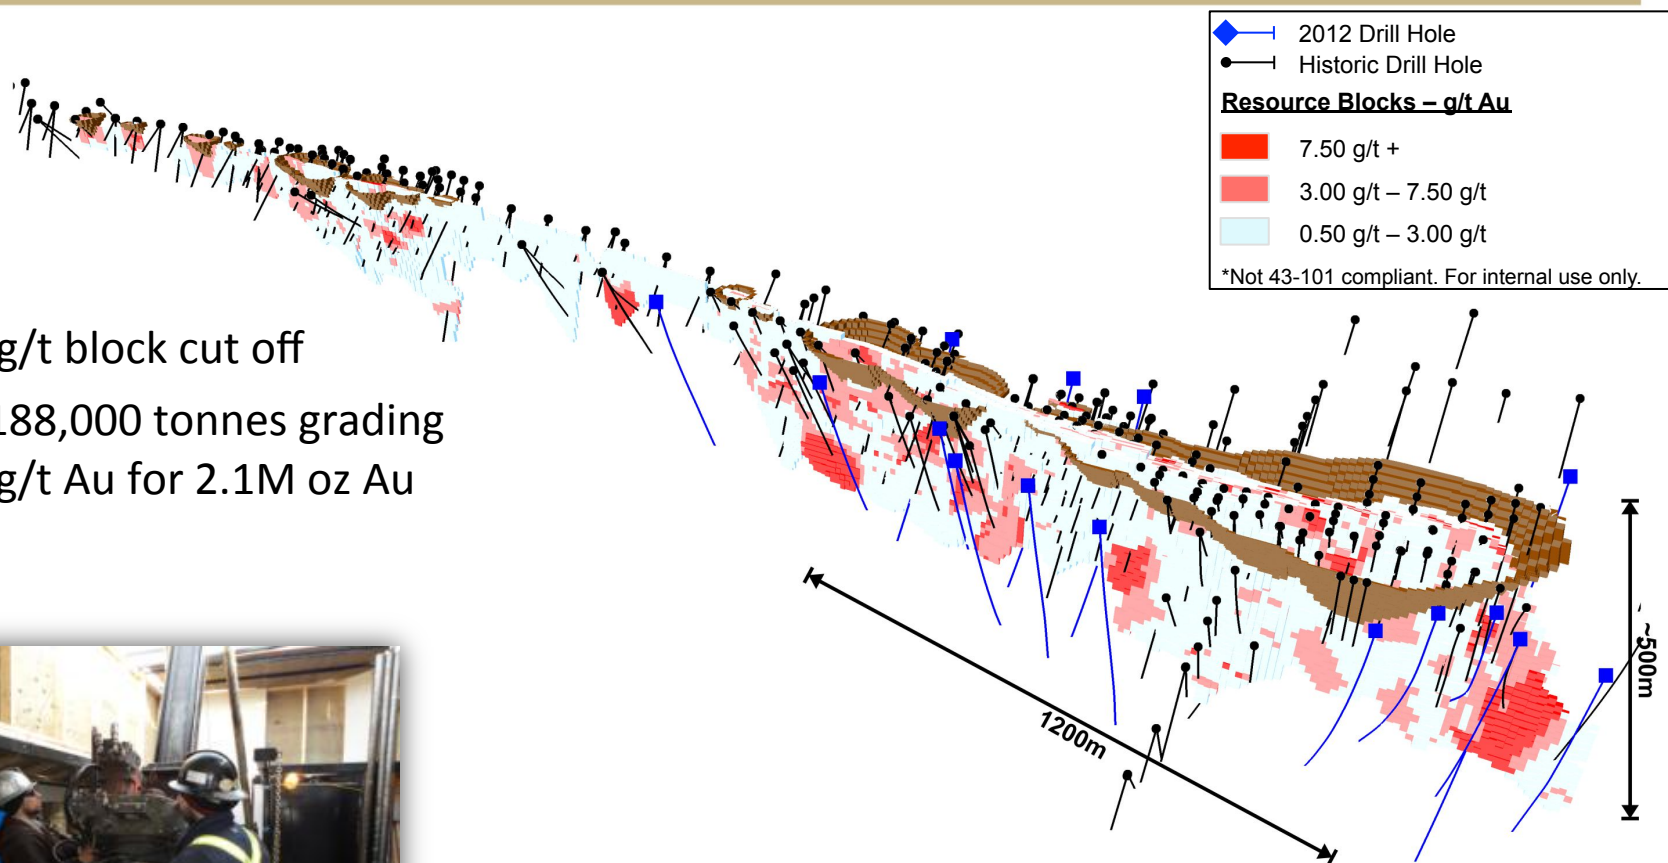 2012 Drill Hole
Historic Drill Hole
Resource Blocks – g/t Au
7.50 g/t +
3.00 g/t – 7.50 g/t
0.50 g/t – 3.00 g/t
*Not 43-101 compliant. For internal use only.
g/t block cut off
188,000 tonnes grading
g/t Au for 2.1M oz Au
1200m
~500m